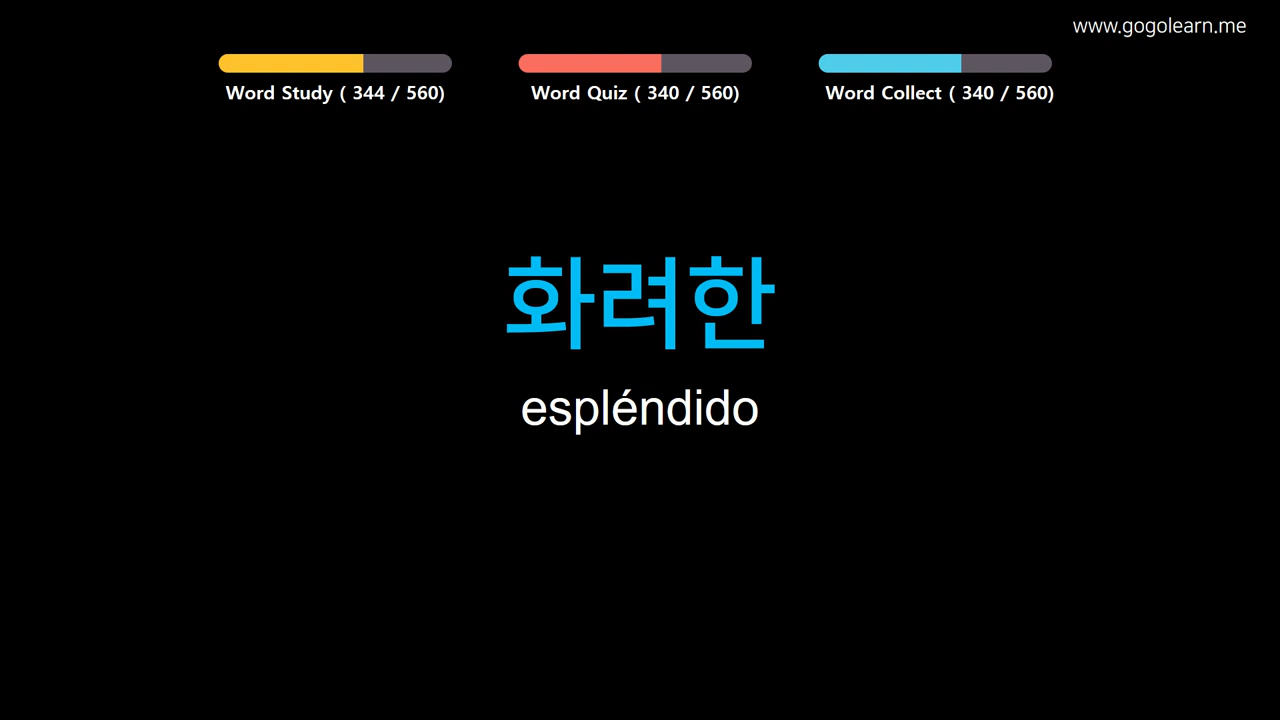 www.gogolearn.me
Word Study ( 344 / 560)
Word Quiz ( 340 / 560)
Word Collect ( 340 / 560)
화려한
espléndido